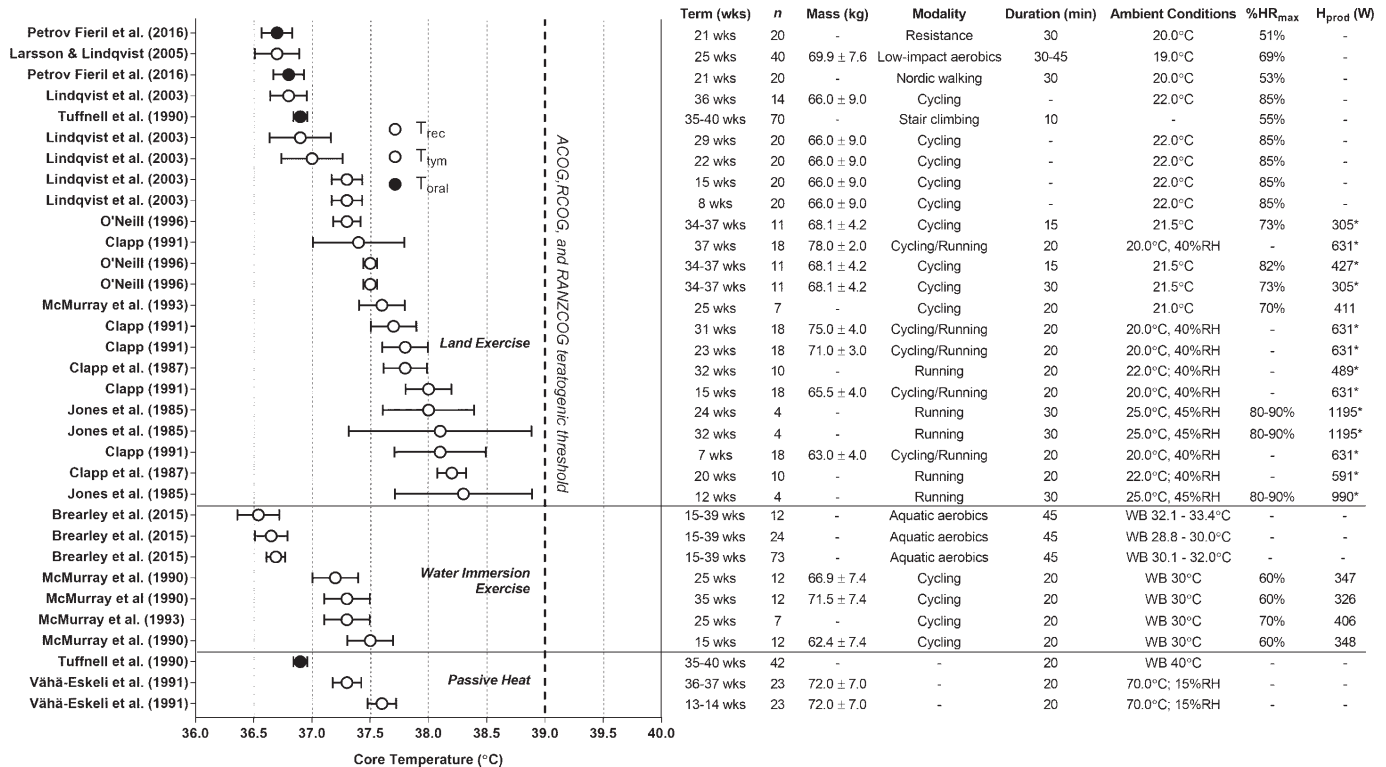 Term (wks) n Mass (kg) Modality Duration (min) Ambient Conditions %HRmax Hprod (W)
Petrov Fieril et al. (2016) 21 wks 20 - Resistance 30 20.0°C 51% -
Larsson & Lindqvist (2005) 25 wks 40 69.9 ± 7.6 Low-impact aerobics 30-45 19.0°C 69% -
Petrov Fieril et al. (2016) 21 wks 20 - Nordic walking 30 20.0°C 53% -
Lindqvist et al. (2003) 36 wks 14 66.0 ± 9.0 Cycling - 22.0°C 85% -
Tuffnell et al. (1990) 35-40 wks 70 - Stair climbing 10 - 55% -
Lindqvist et al. (2003) 29 wks 20 66.0 ± 9.0 Cycling - 22.0°C 85% -
Lindqvist et al. (2003) 22 wks 20 66.0 ± 9.0 Cycling - 22.0°C 85% -
Lindqvist et al. (2003) 15 wks 20 66.0 ± 9.0 Cycling - 22.0°C 85% -
Lindqvist et al. (2003) 8 wks 20 66.0 ± 9.0 Cycling - 22.0°C 85% -
O'Neill (1996) 34-37 wks 11 68.1 ± 4.2 Cycling 15 21.5°C 73% 305*
Clapp (1991) 37 wks 18 78.0 ± 2.0 Cycling/Running 20 20.0°C, 40%RH - 631*
O'Neill (1996) 34-37 wks 11 68.1 ± 4.2 Cycling 15 21.5°C 82% 427*
O'Neill (1996) 34-37 wks 11 68.1 ± 4.2 Cycling 30 21.5°C 73% 305*
McMurray et al. (1993) 25 wks 7 - Cycling 20 21.0°C 70% 411
Clapp (1991) 31 wks 18 75.0 ± 4.0 Cycling/Running 20 20.0°C, 40%RH - 631*
Clapp (1991) 23 wks 18 71.0 ± 3.0 Cycling/Running 20 20.0°C, 40%RH - 631*
Clapp et al. (1987) 32 wks 10 - Running 20 22.0°C; 40%RH - 489*
Clapp (1991) 15 wks 18 65.5 ± 4.0 Cycling/Running 20 20.0°C, 40%RH - 631*
Jones et al. (1985) 24 wks 4 - Running 30 25.0°C, 45%RH 80-90% 1195*
Jones et al. (1985) 32 wks 4 - Running 30 25.0°C, 45%RH 80-90% 1195*
Clapp (1991) 7 wks 18 63.0 ± 4.0 Cycling/Running 20 20.0°C, 40%RH - 631*
Clapp et al. (1987) 20 wks 10 - Running 20 22.0°C; 40%RH - 591*
Jones et al. (1985) 12 wks 4 - Running 30 25.0°C, 45%RH 80-90% 990*
Brearley et al. (2015) 15-39 wks 12 - Aquatic aerobics 45 WB 32.1 - 33.4°C - -
Brearley et al. (2015) 15-39 wks 24 - Aquatic aerobics 45 WB 28.8 - 30.0°C - -
Brearley et al. (2015) 15-39 wks 73 - Aquatic aerobics 45 WB 30.1 - 32.0°C - -
McMurray et al. (1990) 25 wks 12 66.9 ± 7.4 Cycling 20 WB 30°C 60% 347
McMurray et al (1990) 35 wks 12 71.5 ± 7.4 Cycling 20 WB 30°C 60% 326
McMurray et al. (1993) 25 wks 7 - Cycling 20 WB 30°C 70% 406
McMurray et al. (1990) 15 wks 12 62.4 ± 7.4 Cycling 20 WB 30°C 60% 348
Tuffnell et al. (1990) 35-40 wks 42 - - 20 WB 40°C - -
Vähä-Eskeli et al. (1991) 36-37 wks 23 72.0 ± 7.0 - 20 70.0°C; 15%RH - -
Vähä-Eskeli et al. (1991) 13-14 wks 23 72.0 ± 7.0 - 20 70.0°C; 15%RH - -
Trec
Ttym
Toral
ACOG,RCOG, and RANZCOG teratogenic threshold
Land Exercise
Water Immersion
Exercise
Passive Heat
36.0 36.5 37.0 37.5 38.0 38.5 39.0 39.5 40.0
Core Temperature (°C)